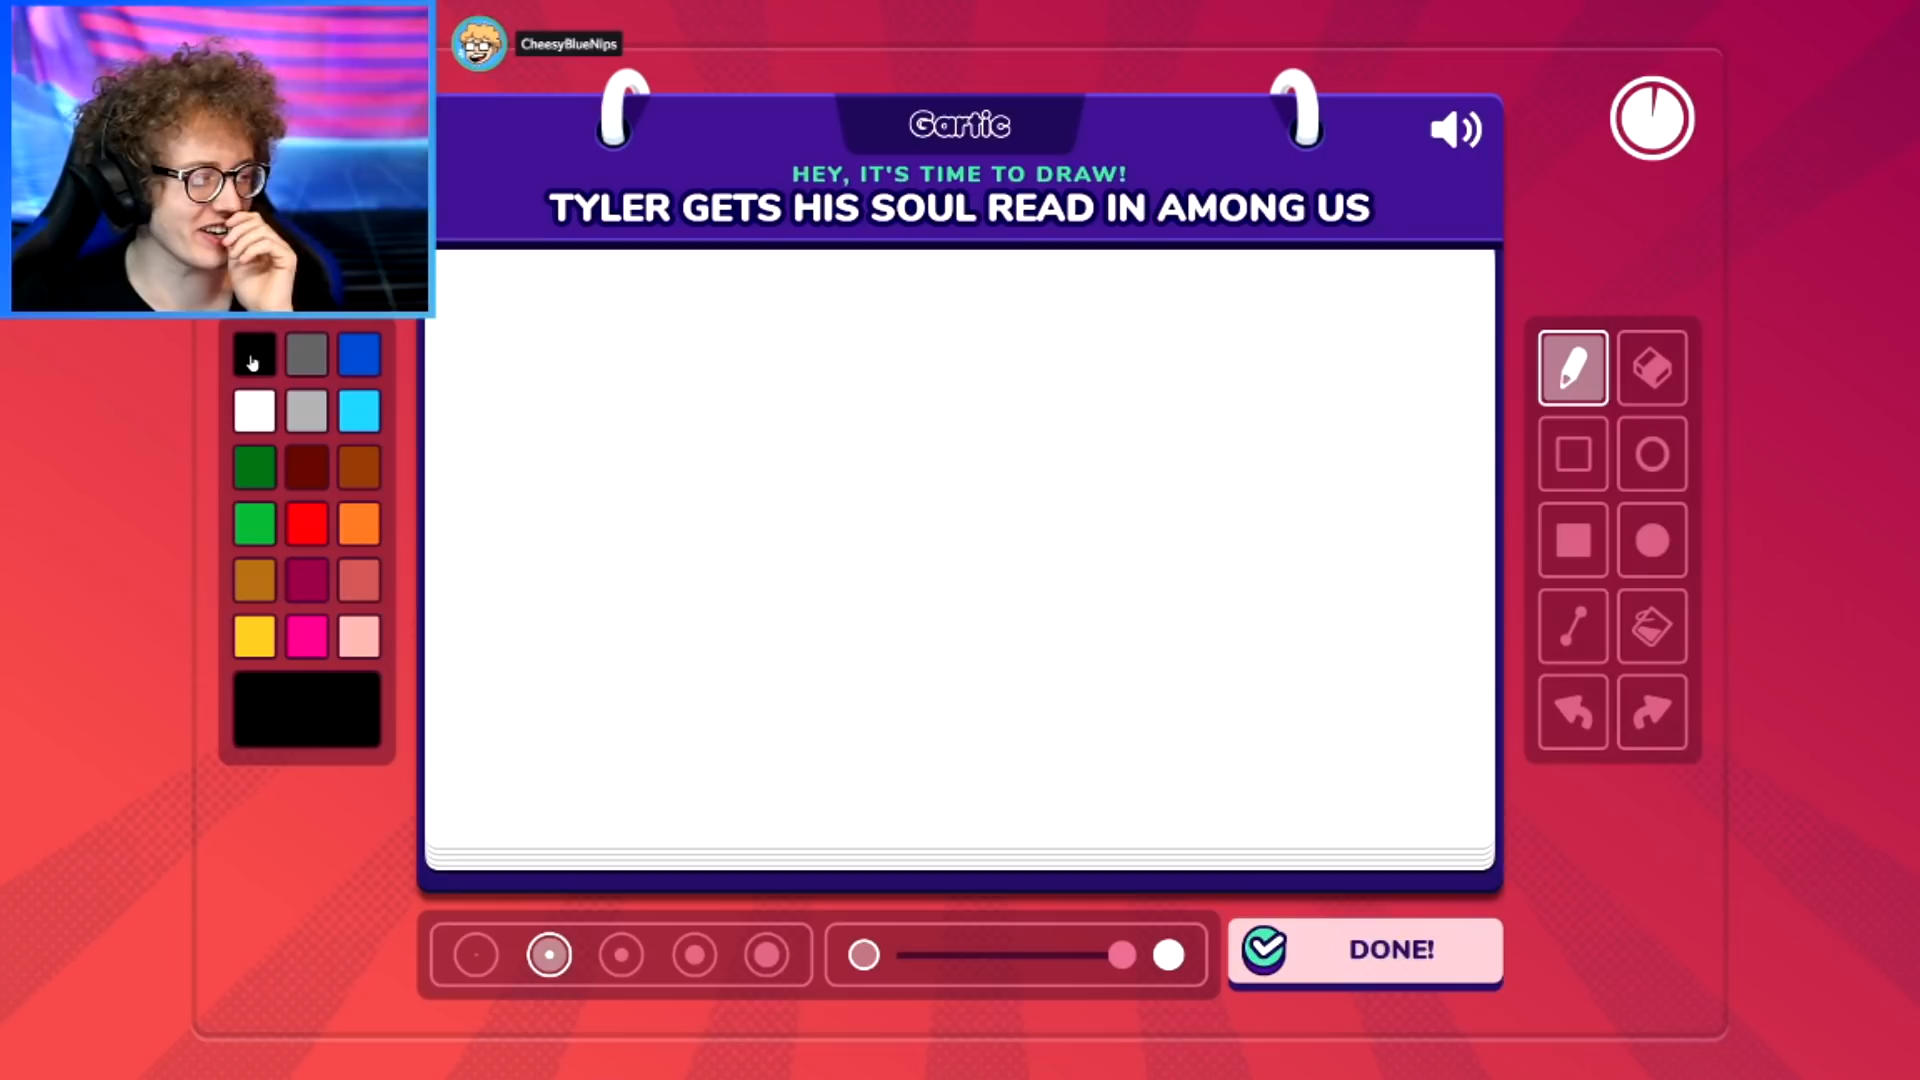 CheesyBlueNips
Gartic
HEY, IT'S TIME TO DRAW!
TYLER GETS HIS SOUL READ IN AMONG US
DONE!